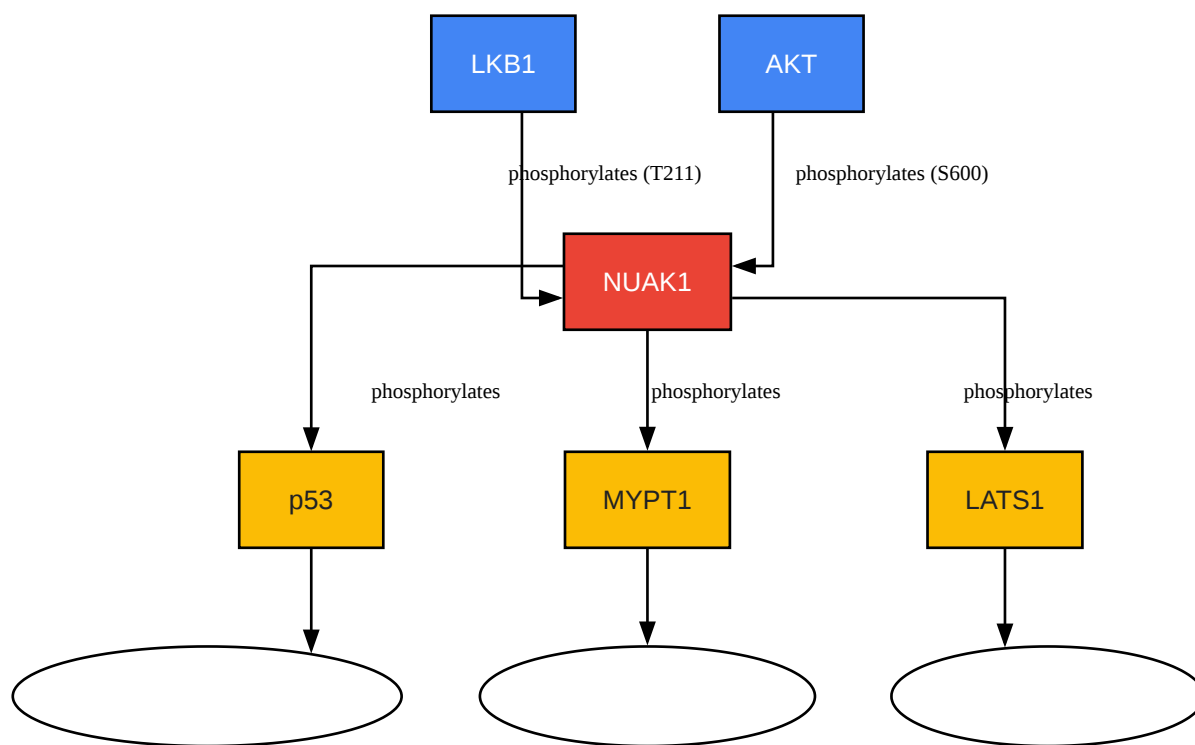 LKB1
AKT
phosphorylates (T211)
phosphorylates (S600)
NUAK1
phosphorylates
phosphorylates
phosphorylates
p53
MYPT1
LATS1